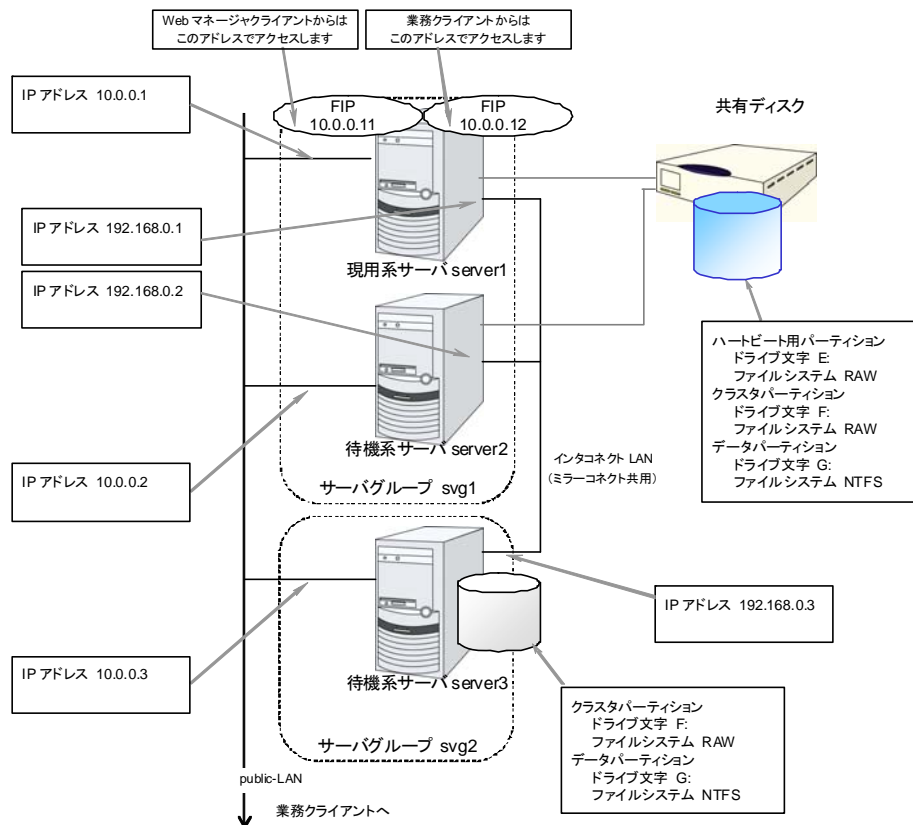 Web マネージャクライアントからは
このアドレスでアクセスします
業務クライアントからは
このアドレスでアクセスします
IP アドレス 10.0.0.1
FIP
10.0.0.11
FIP
10.0.0.12
共有ディスク
IP アドレス 192.168.0.1
現用系サーバ server1
IP アドレス 192.168.0.2
ハートビート用パーティション
ドライブ文字 E:
ファイルシステム RAW
クラスタパーティション
ドライブ文字 F:
ファイルシステム RAW
データパーティション
ドライブ文字 G:
ファイルシステム NTFS
待機系サーバ server2
インタコネクト LAN
（ミラーコネクト共用）
IP アドレス 10.0.0.2
サーバグループ svg1
IP アドレス 192.168.0.3
IP アドレス 10.0.0.3
待機系サーバ server3
クラスタパーティション
ドライブ文字 F:
ファイルシステム RAW
データパーティション
ドライブ文字 G:
ファイルシステム NTFS
サーバグループ svg2
public-LAN
業務クライアントへ